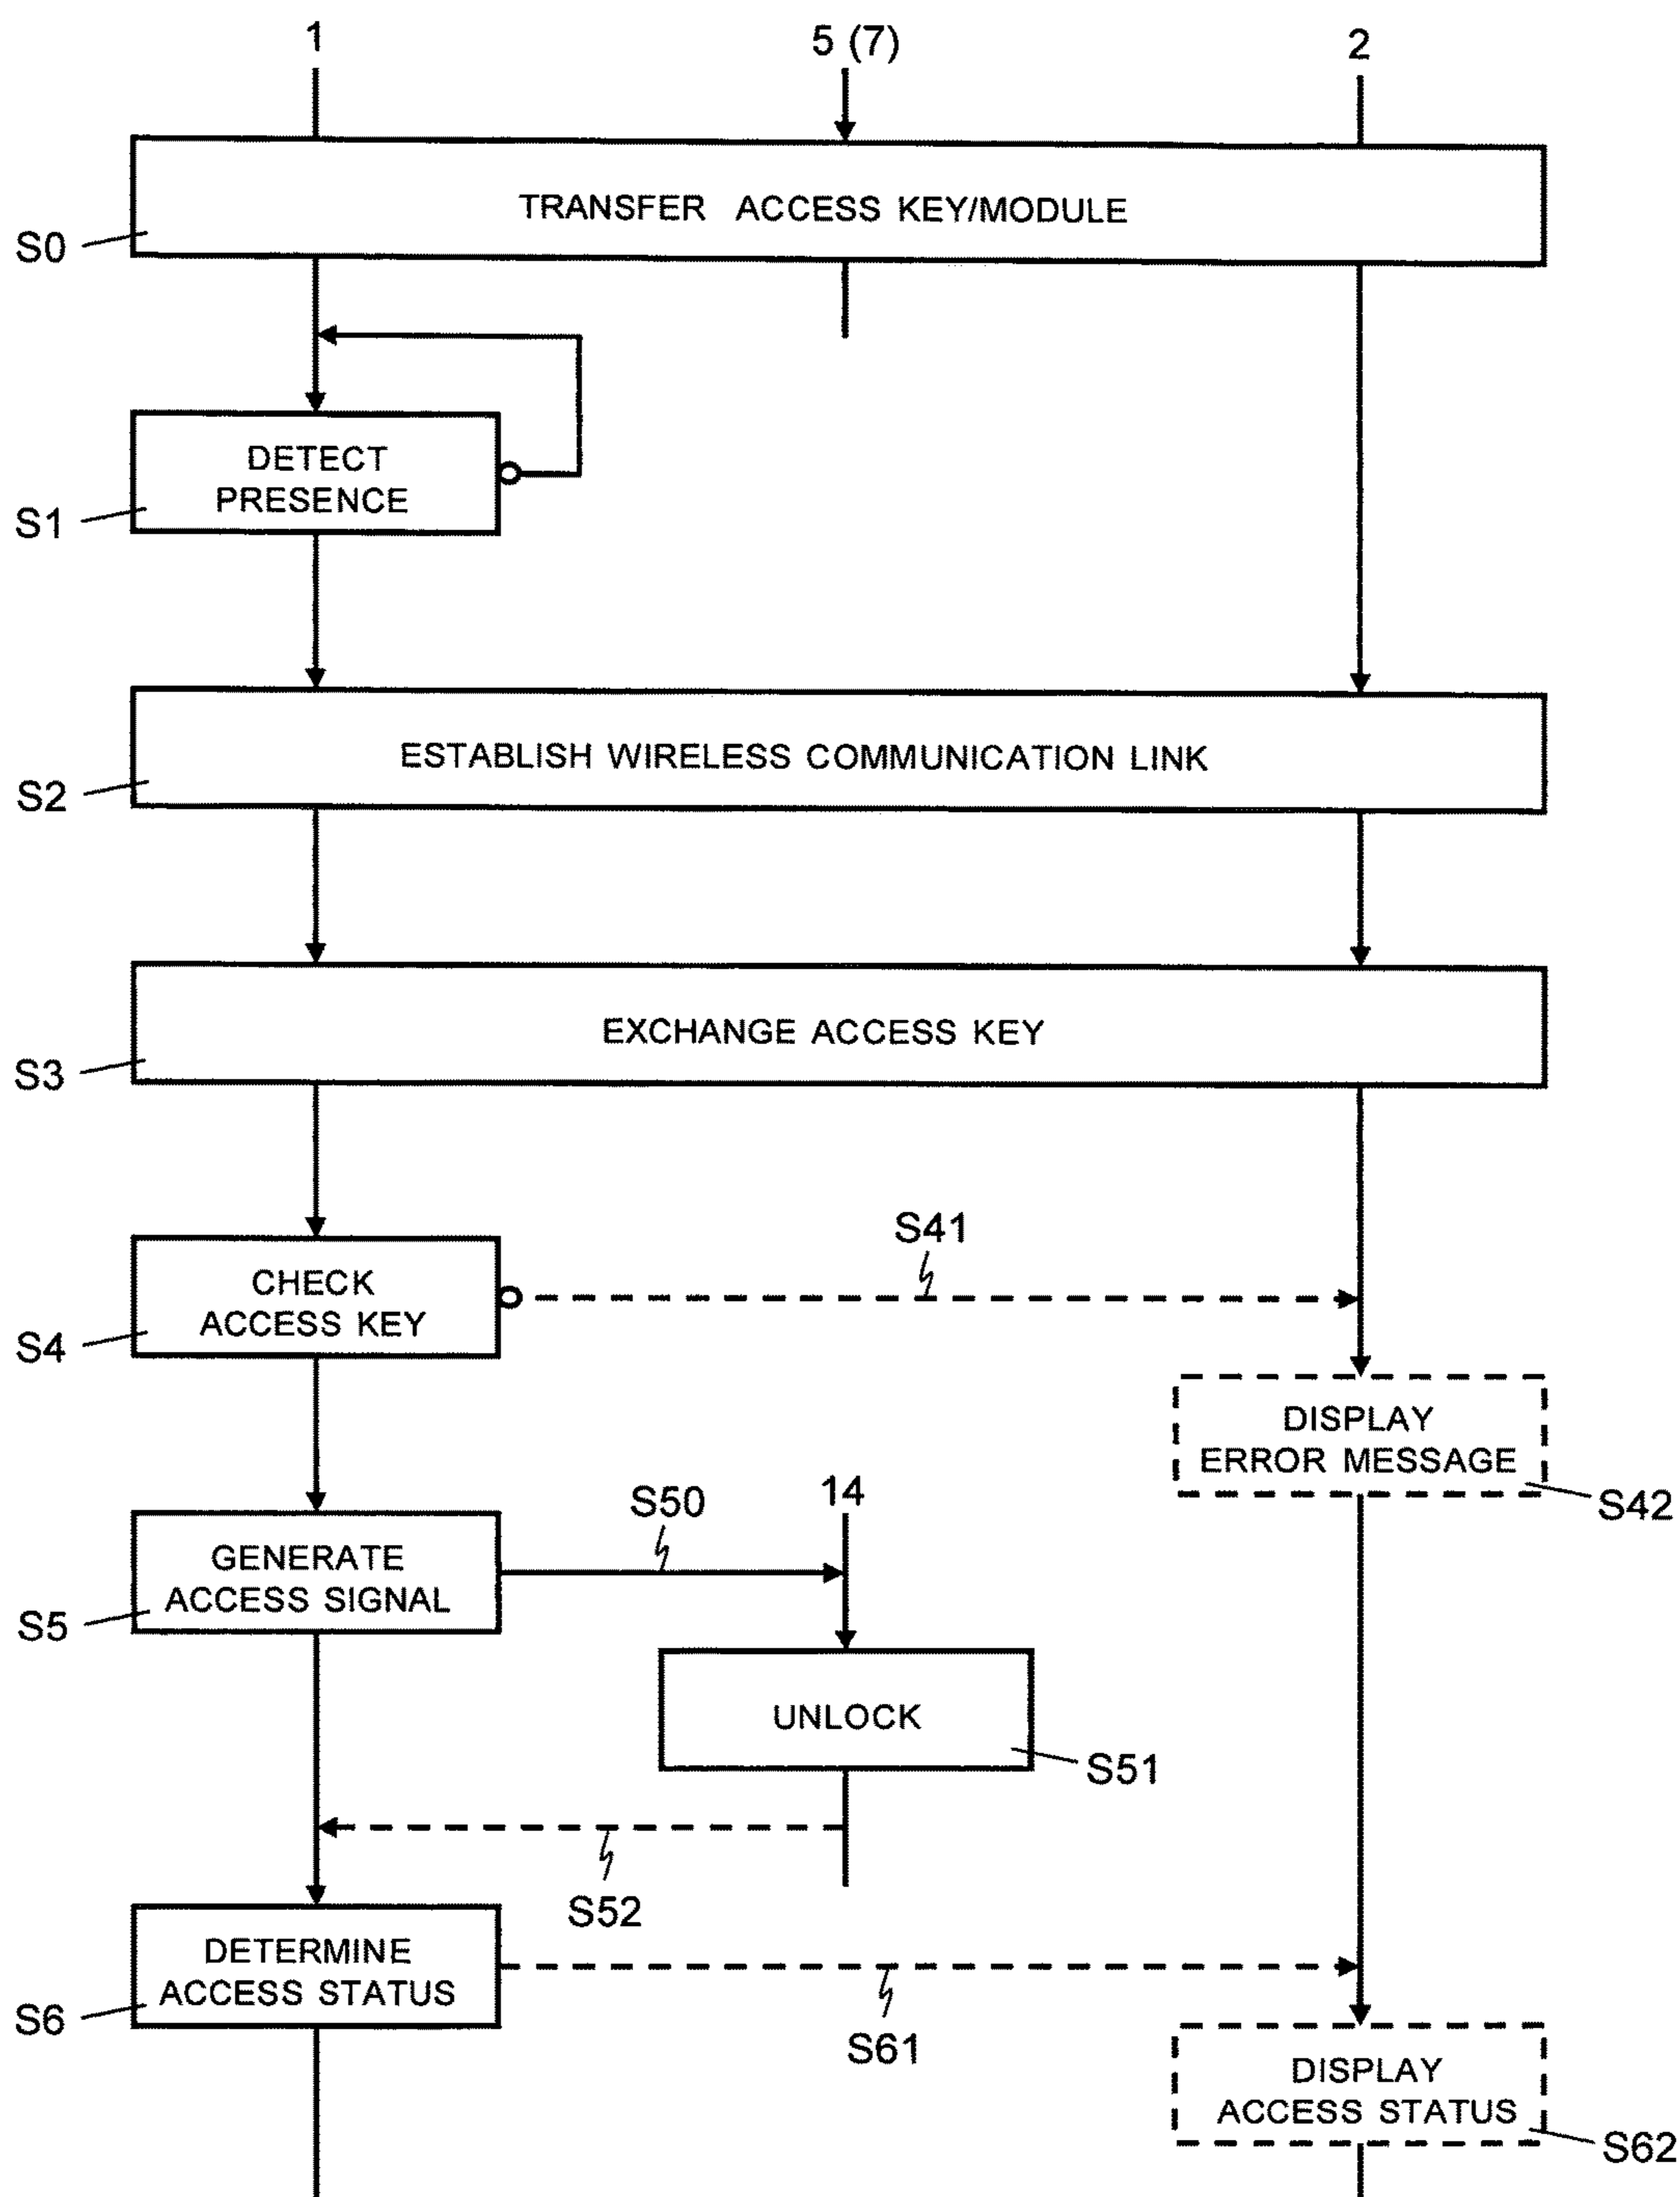 1
5 (7)
2
TRANSFER ACCESS KEY/MODULE
S0
DETECT
PRESENCE
S1
ESTABLISH WIRELESS COMMUNICATION LINK
S2
EXCHANGE ACCESS KEY
S3
S41
CHECK
ACCESS KEY
S4
DISPLAY
ERROR MESSAGE
S42
S50
14
GENERATE
ACCESS SIGNAL
S5
UNLOCK
S51
S52
DETERMINE
ACCESS STATUS
S6
S61
DISPLAY
ACCESS STATUS
S62